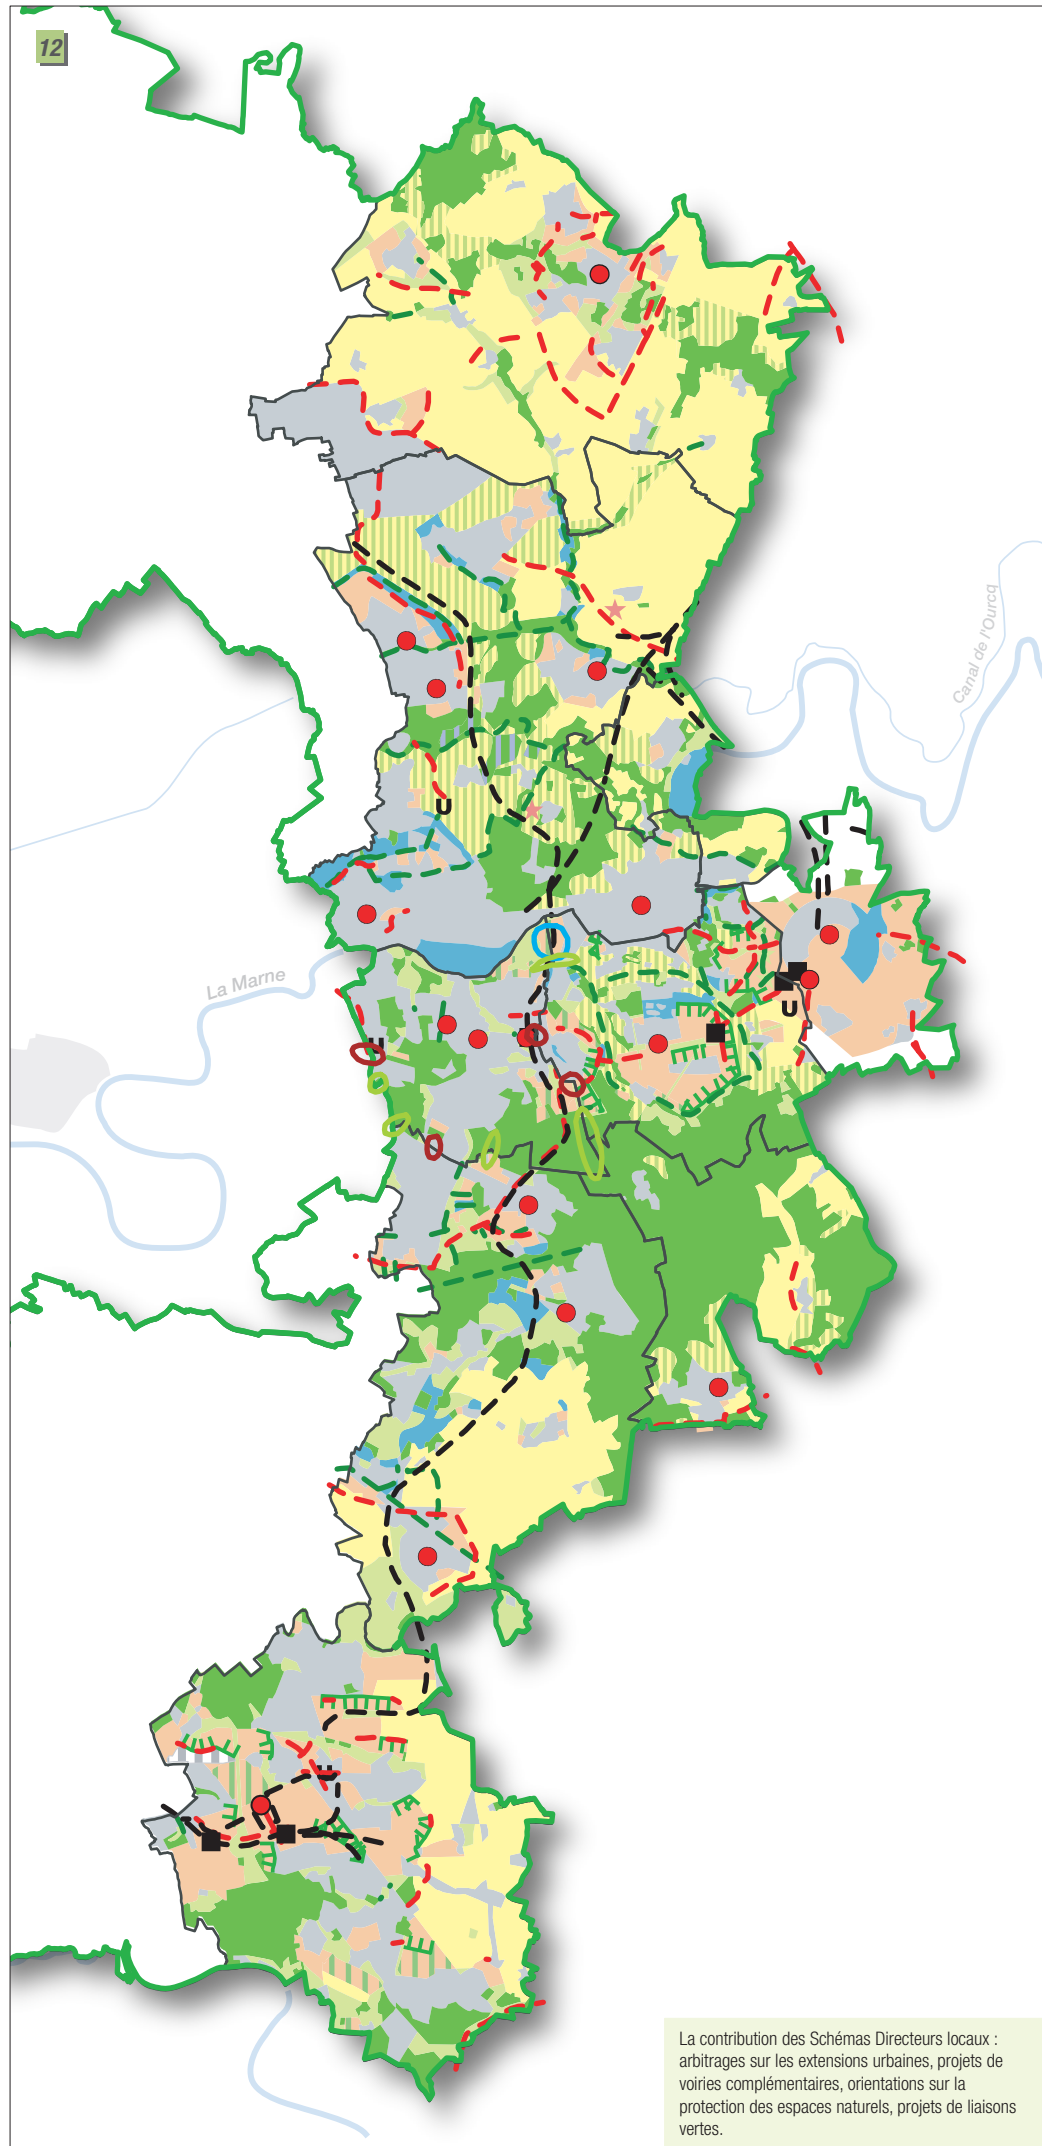 12
Canal de l'Ourcq
La Marne
U
U
U
La contribution des Schémas Directeurs locaux :
arbitrages sur les extensions urbaines, projets de
voiries complémentaires, orientations sur la
protection des espaces naturels, projets de liaisons
vertes.